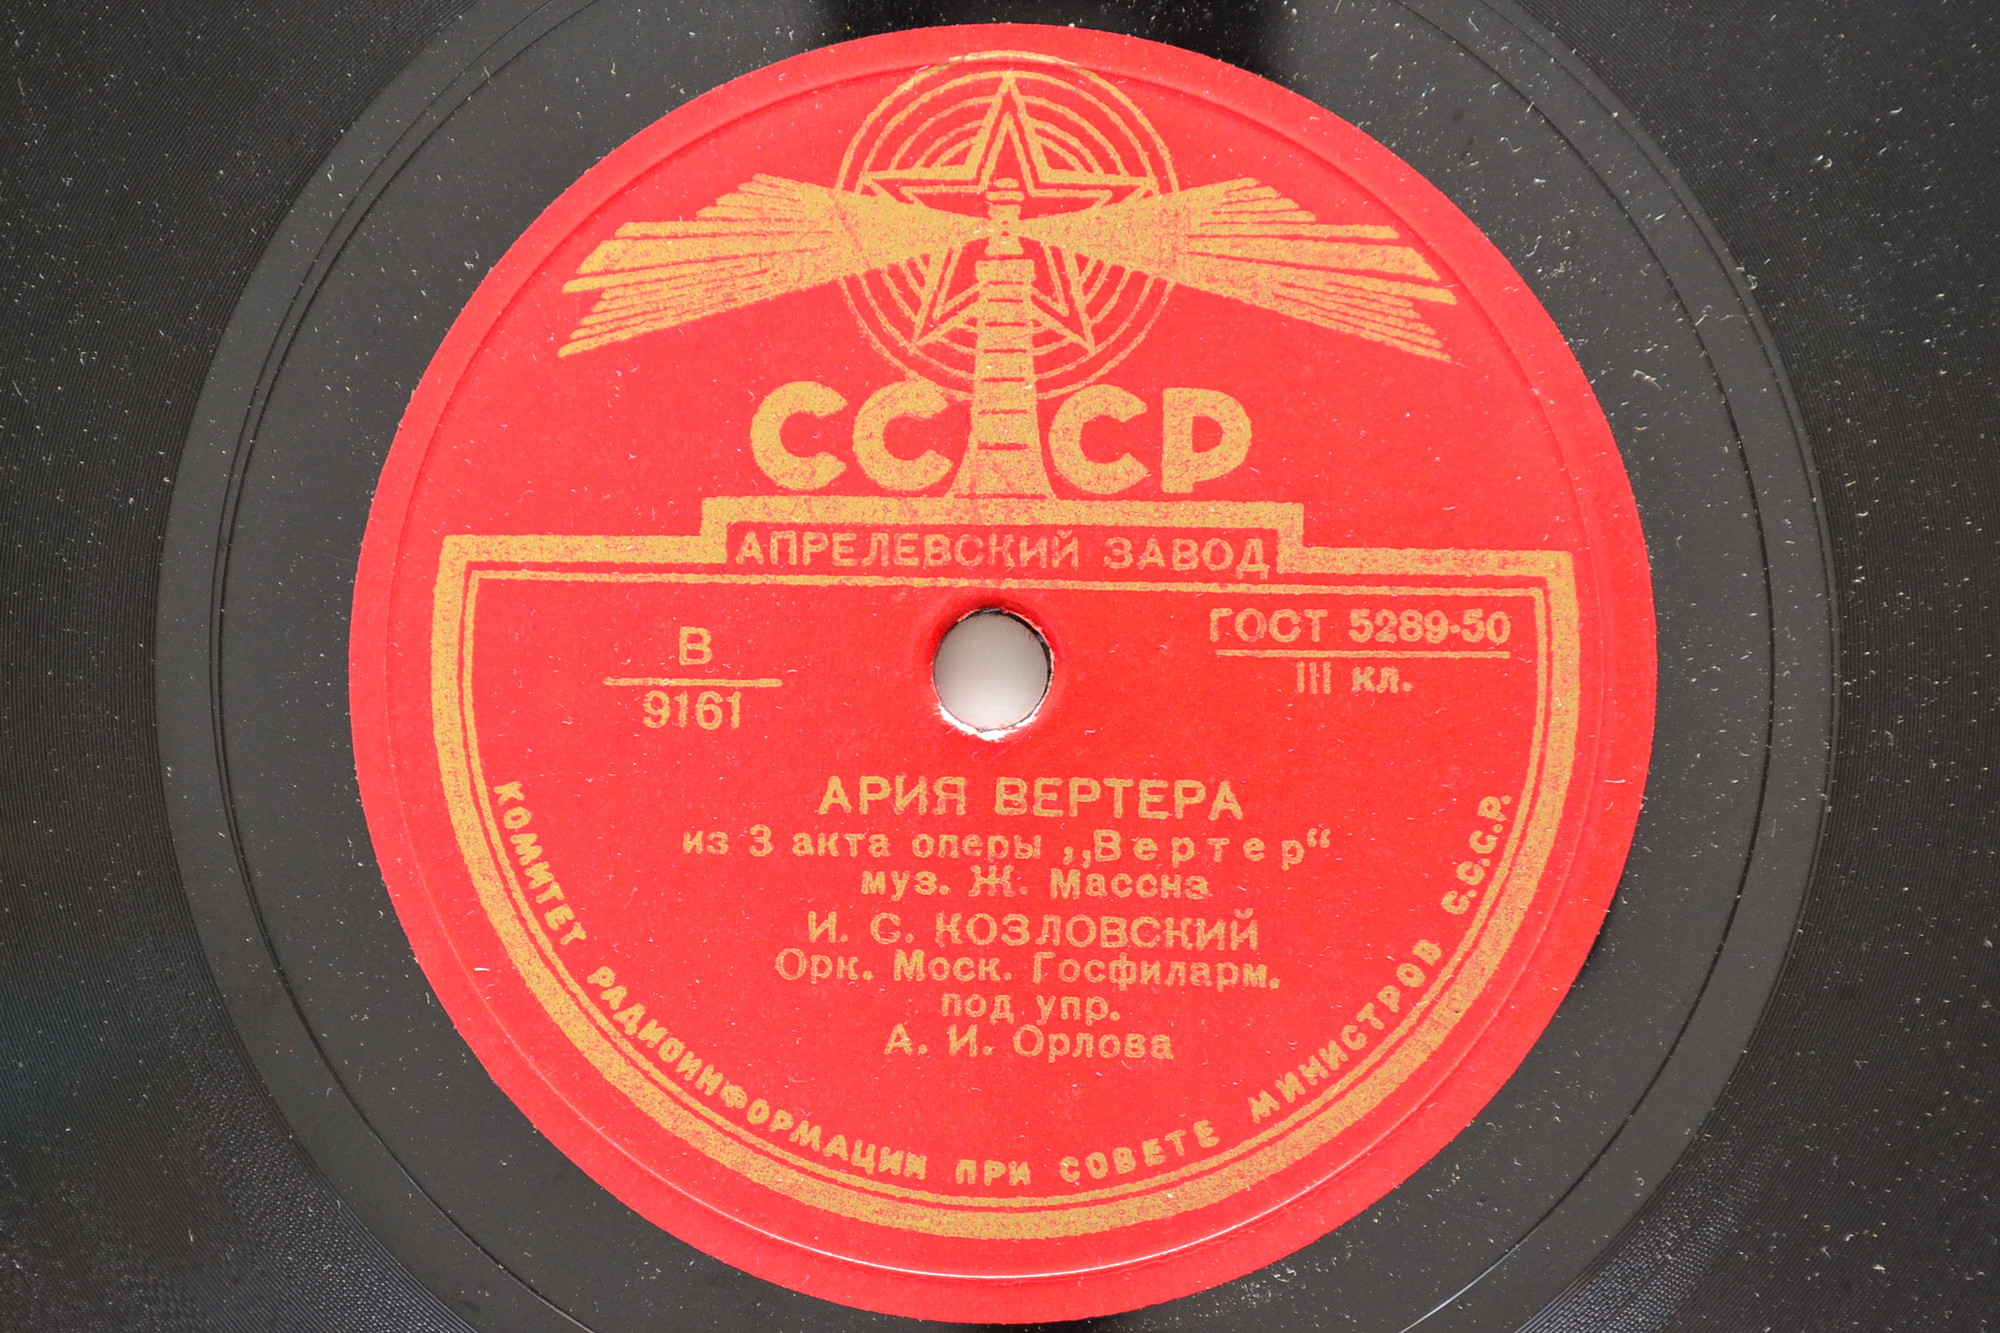 СССР
АПРЕЛЕВСКИЙ ЗАВОД
В
9161
ГОСТ 5289-50
III кл.
АРИЯ ВЕРТЕРА
из 3 акта оперы „Вертер“
муз. Ж. Масснэ
И. С. КОЗЛОВСКИЙ
Орк. Моск. Госфиларм.
под упр.
А. И. Орлова
КОМИТЕТ РАДИОИНФОРМАЦИИ ПРИ СОВЕТЕ МИНИСТРОВ С.С.С.Р.